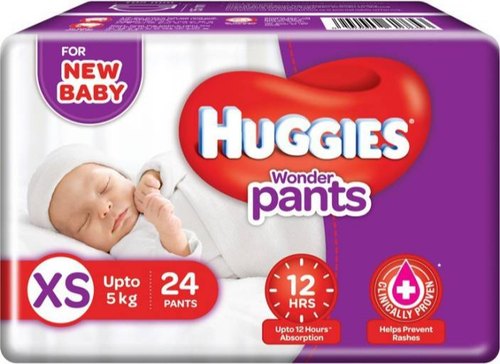 FOR
NEW
BABY
HUGGIES
Wonder
pants
XS
Upto
5 kg
24
PANTS
12
HRS
Upto 12 Hours*
Absorption
CLINICALLY PROVEN
Helps Prevent
Rashes